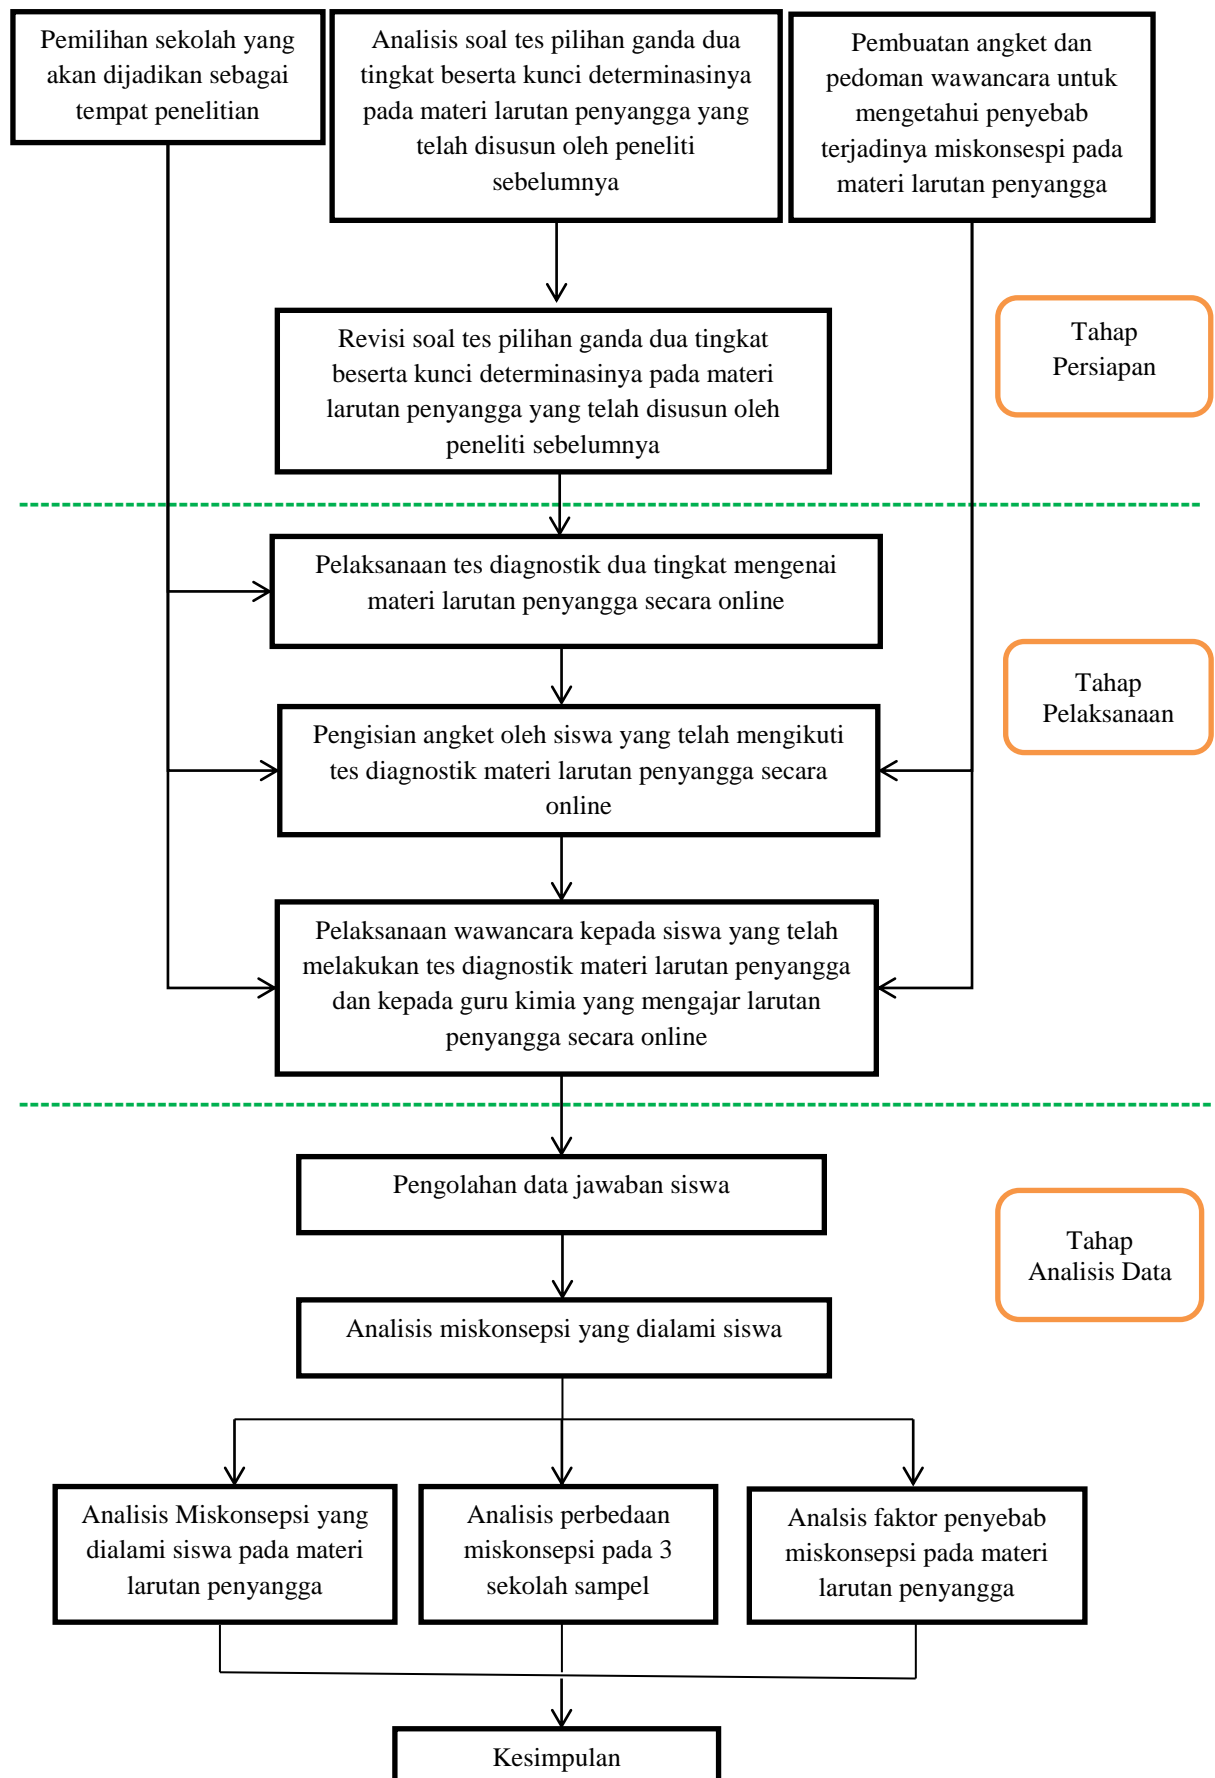 Pemilihan sekolah yang
akan dijadikan sebagai
tempat penelitian
Analisis soal tes pilihan ganda dua
tingkat beserta kunci determinasinya
pada materi larutan penyangga yang
telah disusun oleh peneliti
sebelumnya
Pembuatan angket dan
pedoman wawancara untuk
mengetahui penyebab
terjadinya miskonsespi pada
materi larutan penyangga
Revisi soal tes pilihan ganda dua tingkat
beserta kunci determinasinya pada materi
larutan penyangga yang telah disusun oleh
peneliti sebelumnya
Tahap
Persiapan
Pelaksanaan tes diagnostik dua tingkat mengenai
materi larutan penyangga secara online
Pengisian angket oleh siswa yang telah mengikuti
tes diagnostik materi larutan penyangga secara
online
Tahap
Pelaksanaan
Pelaksanaan wawancara kepada siswa yang telah
melakukan tes diagnostik materi larutan penyangga
dan kepada guru kimia yang mengajar larutan
penyangga secara online
Pengolahan data jawaban siswa
Tahap
Analisis Data
Analisis miskonsepsi yang dialami siswa
Analisis Miskonsepsi yang
dialami siswa pada materi
larutan penyangga
Analisis perbedaan
miskonsepsi pada 3
sekolah sampel
Analsis faktor penyebab
miskonsepsi pada materi
larutan penyangga
Kesimpulan